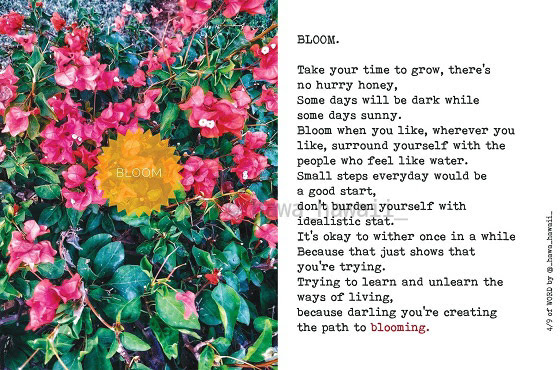 BLOOM
BLOOM.
Take your time to grow, there's
no hurry honey,
Some days will be dark while
some days sunny.
Bloom when you like, wherever you
like, surround yourself with the
people who feel like water.
Small steps everyday would be
a good start,
don't burden yourself with
idealistic stat.
It's okay to wither once in a while
Because that just shows that
you're trying.
Trying to learn and unlearn the
ways of living,
because darling you're creating
the path to blooming.
4/9 of WORD by @_hawa_hawaii_